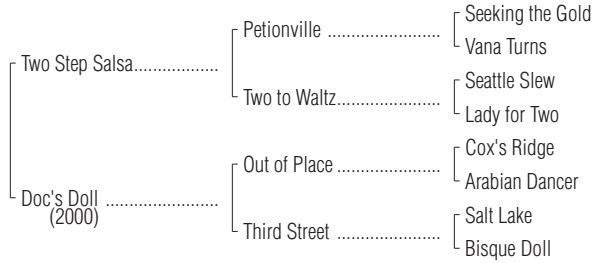 Seeking the Gold
Petionville ......................
Vana Turns
Two Step Salsa.................
Seattle Slew
Two to Waltz.....................
Lady for Two
Cox's Ridge
Out of Place .....................
Arabian Dancer
Doc's Doll ......................
(2000)
Salt Lake
Third Street .....................
Bisque Doll